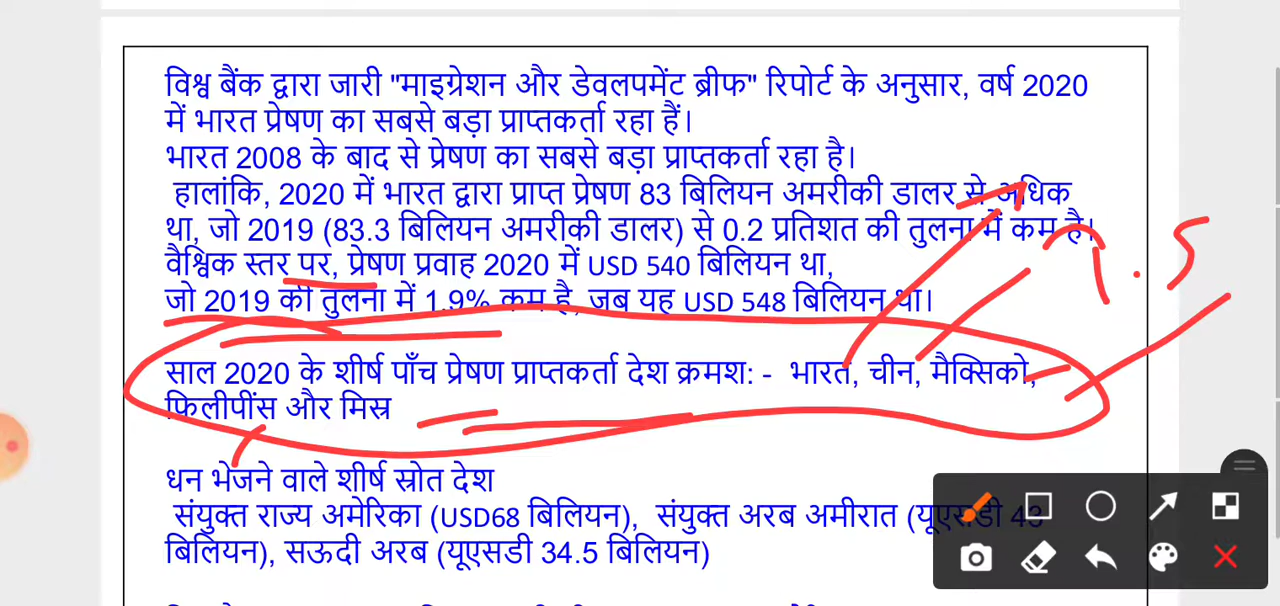 विश्व बैंक द्वारा जारी "माइग्रेशन और डेवलपमेंट ब्रीफ" रिपोर्ट के अनुसार, वर्ष 2020
में भारत प्रेषण का सबसे बड़ा प्राप्तकर्ता रहा हैं।
भारत 2008 के बाद से प्रेषण का सबसे बड़ा प्राप्तकर्ता रहा है।
हालांकि, 2020 में भारत द्वारा प्राप्त प्रेषण 83 बिलियन अमरीकी डालर से अधिक
था, जो 2019 (83.3 बिलियन अमरीकी डालर) से 0.2 प्रतिशत की तुलना में कम है।
वैश्विक स्तर पर, प्रेषण प्रवाह 2020 में USD 540 बिलियन था,
जो 2019 की तुलना में 1.9% कम है, जब यह USD 548 बिलियन था।
साल 2020 के शीर्ष पाँच प्रेषण प्राप्तकर्ता देश क्रमश: - भारत, चीन, मैक्सिको,
फिलीपींस और मिस्र
धन भेजने वाले शीर्ष स्रोत देश
संयुक्त राज्य अमेरिका (USD68 बिलियन), संयुक्त अरब अमीरात (यूएसडी 43
बिलियन), सऊदी अरब (यूएसडी 34.5 बिलियन)